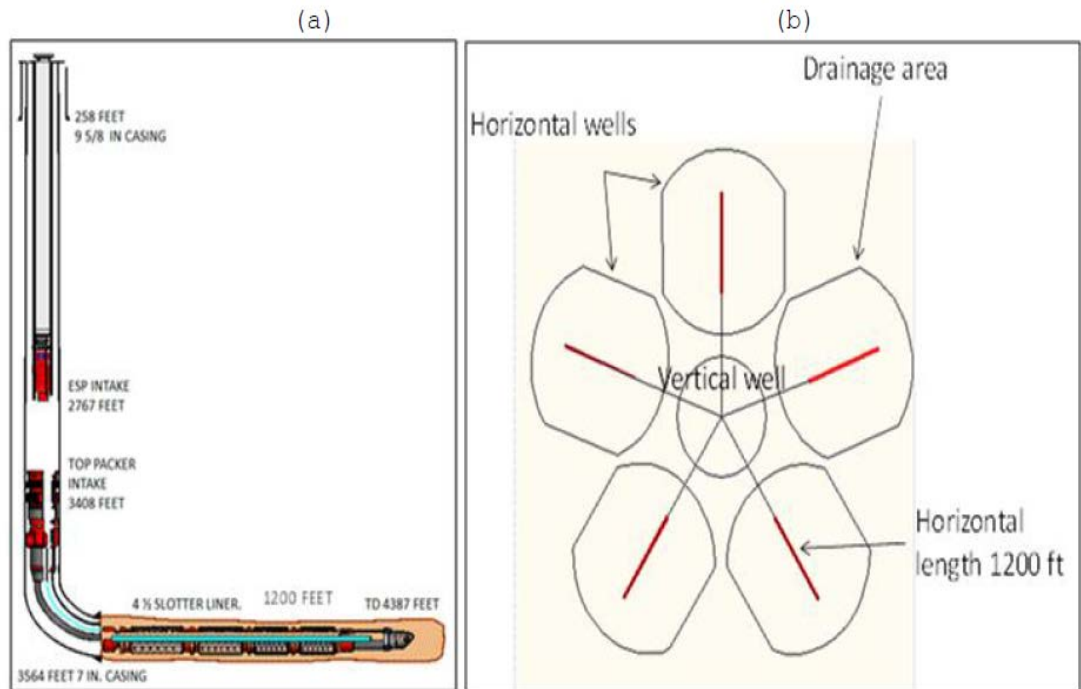 (a)
258 FEET
9 5/8 IN CASING
ESP INTAKE
2767 FEET
TOP PACKER
INTAKE
3408 FEET
4 ½ SLOTTER LINER.
1200 FEET
TD 4387 FEET
3564 FEET 7 IN. CASING
(b)
Drainage area
Horizontal wells
Vertical well
Horizontal
length 1200 ft